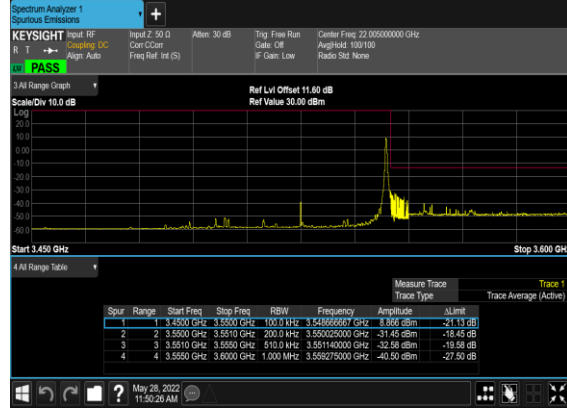 Spectrum Analyzer 1
Spurious Emissions
KEYSIGHT Input: RF Input Z: 50 Ω Atten: 30 dB Trig: Free Run Center Freq: 22.005000000 GHz
R T Coupling: DC Corr CCorr Gate: Off Avg|Hold: 100/100
Align: Auto Freq Ref: Int (S) IF Gain: Low Radio Std: None
LW PASS
3 All Range Graph
Ref Lvl Offset 11.60 dB
Scale/Div 10.0 dB Ref Value 30.00 dBm
Log
20.0
10.0
0.00
-10.0
-20.0
-30.0
-40.0
-50.0
-60.0
Start 3.450 GHz Stop 3.600 GHz
4 All Range Table
Measure Trace Trace 1
Trace Type Trace Average (Active)
Spur Range Start Freq Stop Freq RBW Frequency Amplitude ΔLimit
1 1 3.4500 GHz 3.5500 GHz 100.0 kHz 3.548666667 GHz 8.866 dBm -21.13 dB
2 2 3.5500 GHz 3.5510 GHz 200.0 kHz 3.550025000 GHz -31.45 dBm -18.45 dB
3 3 3.5510 GHz 3.5550 GHz 510.0 kHz 3.551140000 GHz -32.58 dBm -19.58 dB
4 4 3.5550 GHz 3.6000 GHz 1.000 MHz 3.559275000 GHz -40.50 dBm -27.50 dB
May 28, 2022
11:50:26 AM